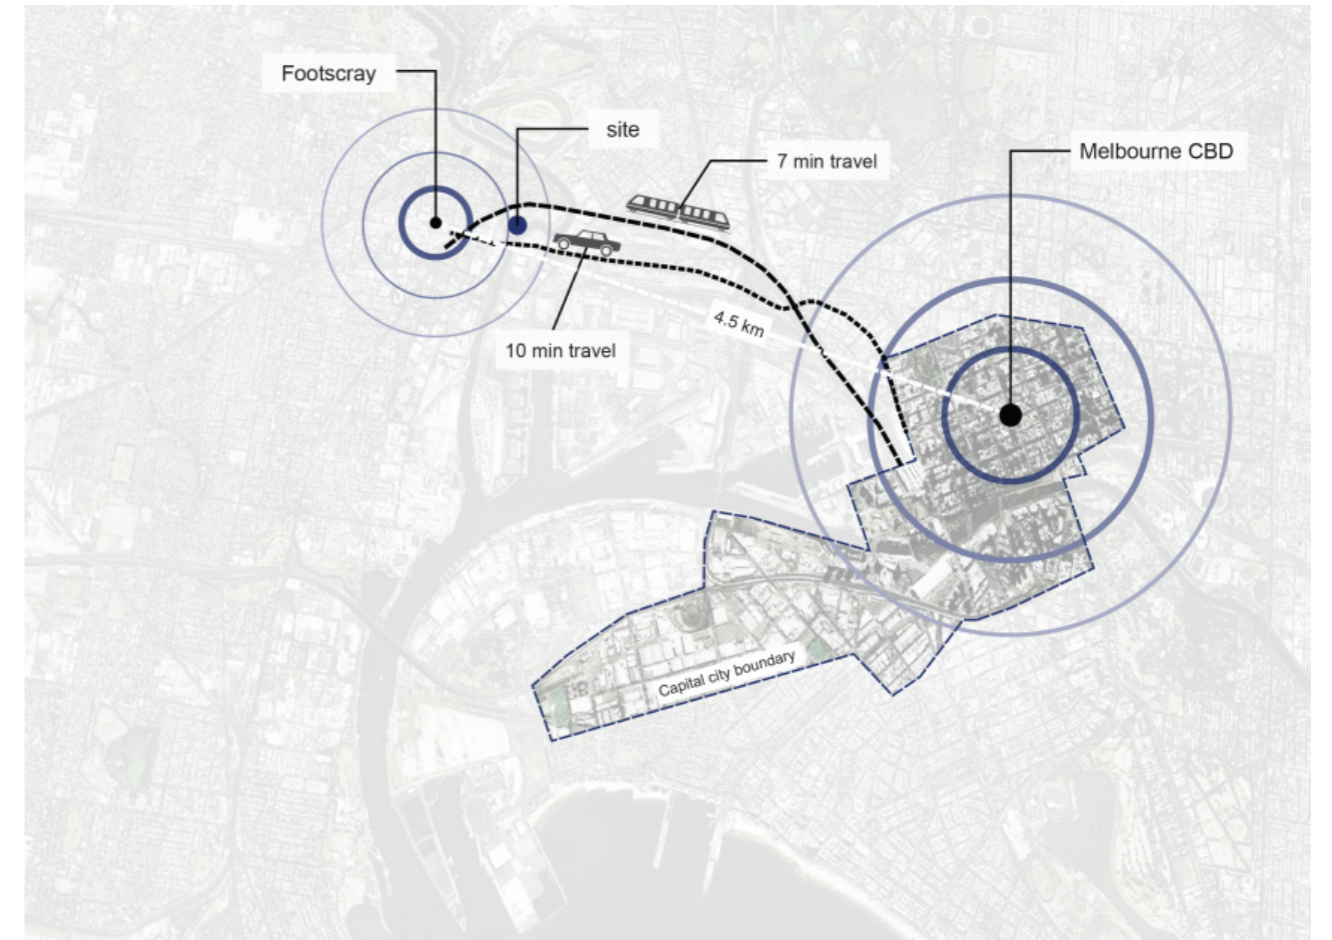 Footscray
site
7 min travel
Melbourne CBD
4.5 km
10 min travel
Capital city boundary